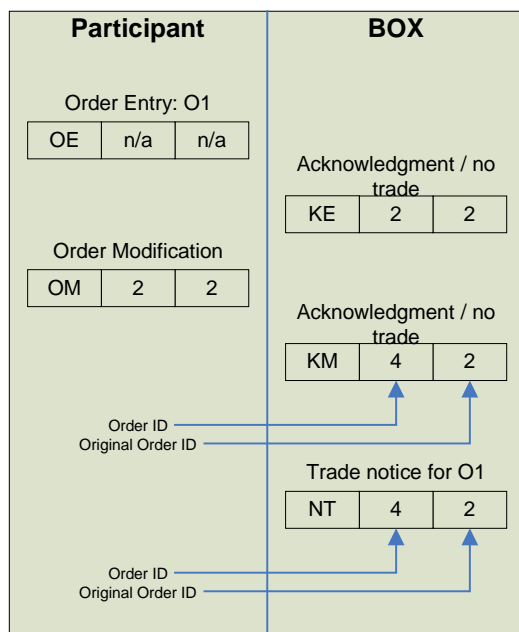 Participant
BOX
Order Entry: O1
OE n/a n/a
Acknowledgment / no
trade
KE 2 2
Order Modification
OM 2 2
Acknowledgment / no
trade
KM 4 2
Order ID
Original Order ID
Trade notice for O1
NT 4 2
Order ID
Original Order ID